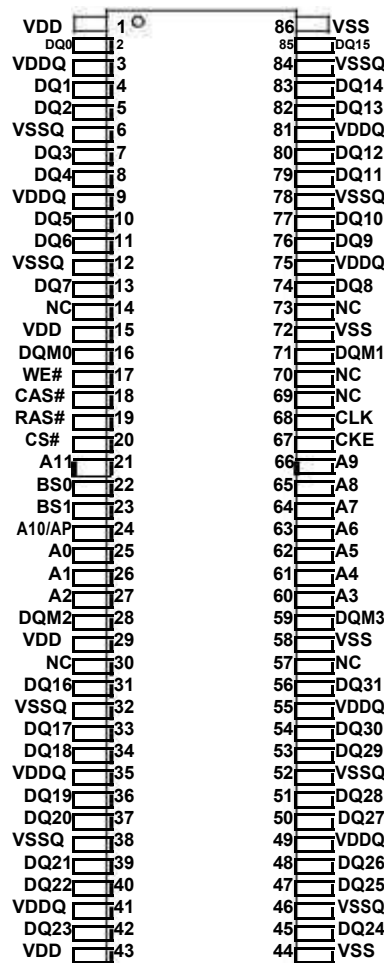 VDD 1 86 VSS
DQ0 2 85 DQ15
VDDQ 3 84 VSSQ
DQ1 4 83 DQ14
DQ2 5 82 DQ13
VSSQ 6 81 VDDQ
DQ3 7 80 DQ12
DQ4 8 79 DQ11
VDDQ 9 78 VSSQ
DQ5 10 77 DQ10
DQ6 11 76 DQ9
VSSQ 12 75 VDDQ
DQ7 13 74 DQ8
NC 14 73 NC
VDD 15 72 VSS
DQM0 16 71 DQM1
WE# 17 70 NC
CAS# 18 69 NC
RAS# 19 68 CLK
CS# 20 67 CKE
A11 21 66 A9
BS0 22 65 A8
BS1 23 64 A7
A10/AP 24 63 A6
A0 25 62 A5
A1 26 61 A4
A2 27 60 A3
DQM2 28 59 DQM3
VDD 29 58 VSS
NC 30 57 NC
DQ16 31 56 DQ31
VSSQ 32 55 VDDQ
DQ17 33 54 DQ30
DQ18 34 53 DQ29
VDDQ 35 52 VSSQ
DQ19 36 51 DQ28
DQ20 37 50 DQ27
VSSQ 38 49 VDDQ
DQ21 39 48 DQ26
DQ22 40 47 DQ25
VDDQ 41 46 VSSQ
DQ23 42 45 DQ24
VDD 43 44 VSS